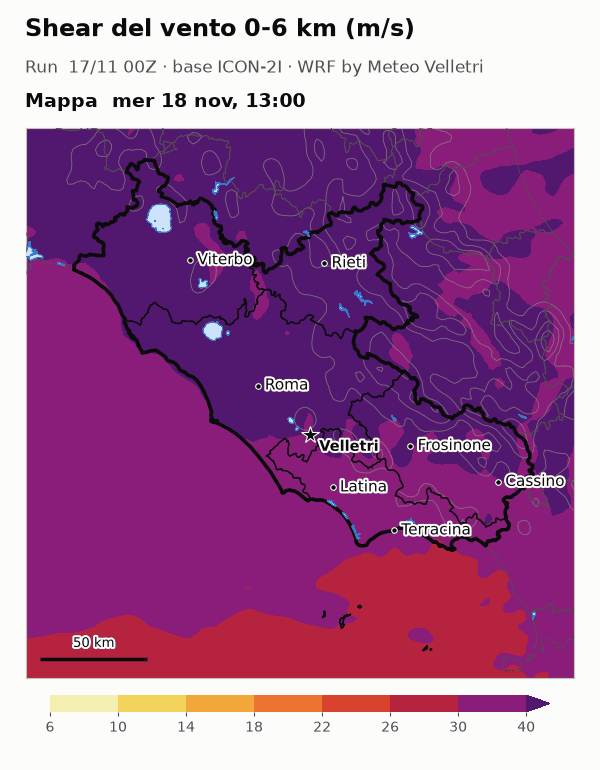 Shear del vento 0-6 km (m/s)
Run 17/11 00Z · base ICON-2I · WRF by Meteo Velletri
Mappa mer 18 nov, 13:00
Viterbo
Rieti
Roma
Velletri
Frosinone
Cassino
Latina
Terracina
50 km
6 10 14 18 22 26 30 40